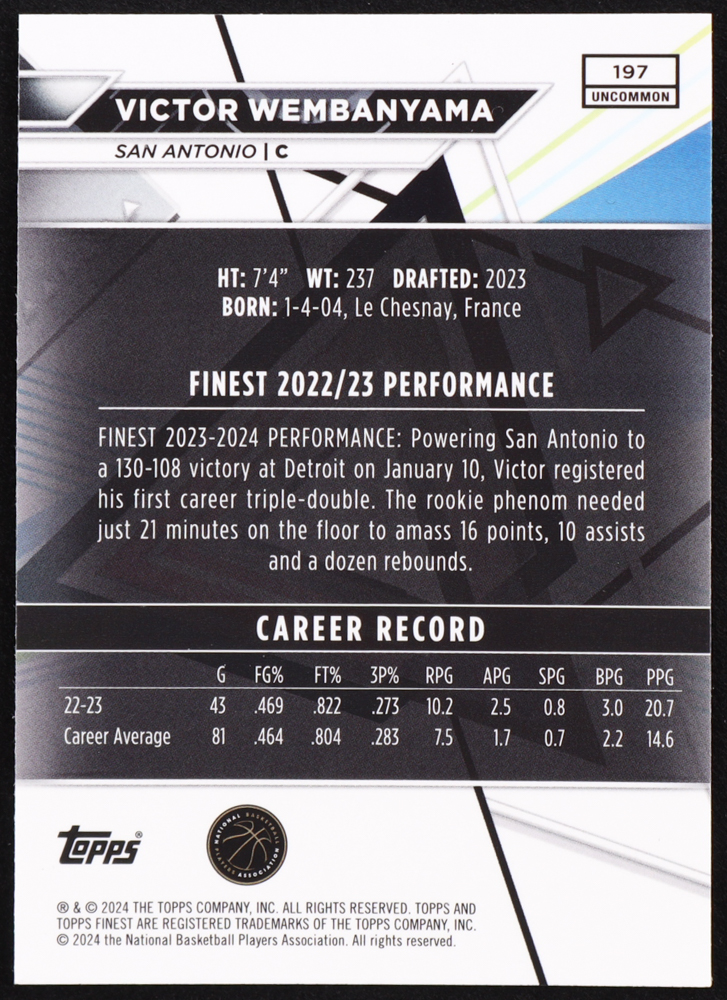 197
UNCOMMON
VICTOR WEMBANYAMA
SAN ANTONIO | C
HT: 7'4" WT: 237 DRAFTED: 2023
BORN: 1-4-04, Le Chesnay, France
FINEST 2022/23 PERFORMANCE
FINEST 2023-2024 PERFORMANCE: Powering San Antonio to
a 130-108 victory at Detroit on January 10, Victor registered
his first career triple-double. The rookie phenom needed
just 21 minutes on the floor to amass 16 points, 10 assists
and a dozen rebounds.
CAREER RECORD
G FG% FT% 3P% RPG APG SPG BPG PPG
22-23 43 .469 .822 .273 10.2 2.5 0.8 3.0 20.7
Career Average 81 .464 .804 .283 7.5 1.7 0.7 2.2 14.6
topps®
NATIONAL BASKETBALL
PLAYERS ASSOCIATION
® & © 2024 THE TOPPS COMPANY, INC. ALL RIGHTS RESERVED. TOPPS AND
TOPPS FINEST ARE REGISTERED TRADEMARKS OF THE TOPPS COMPANY, INC.
© 2024 the National Basketball Players Association. All rights reserved.